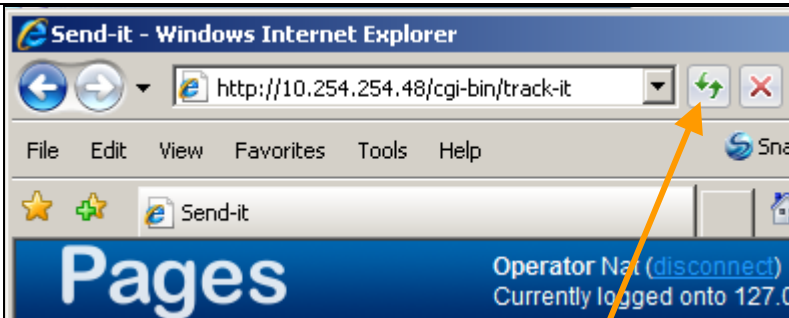 Send-it - Windows Internet Explorer
http://10.254.254.48/cgi-bin/track-it
File Edit View Favorites Tools Help
Send-it
Pages
Operator Nat (disconnect)
Currently logged onto 127.0